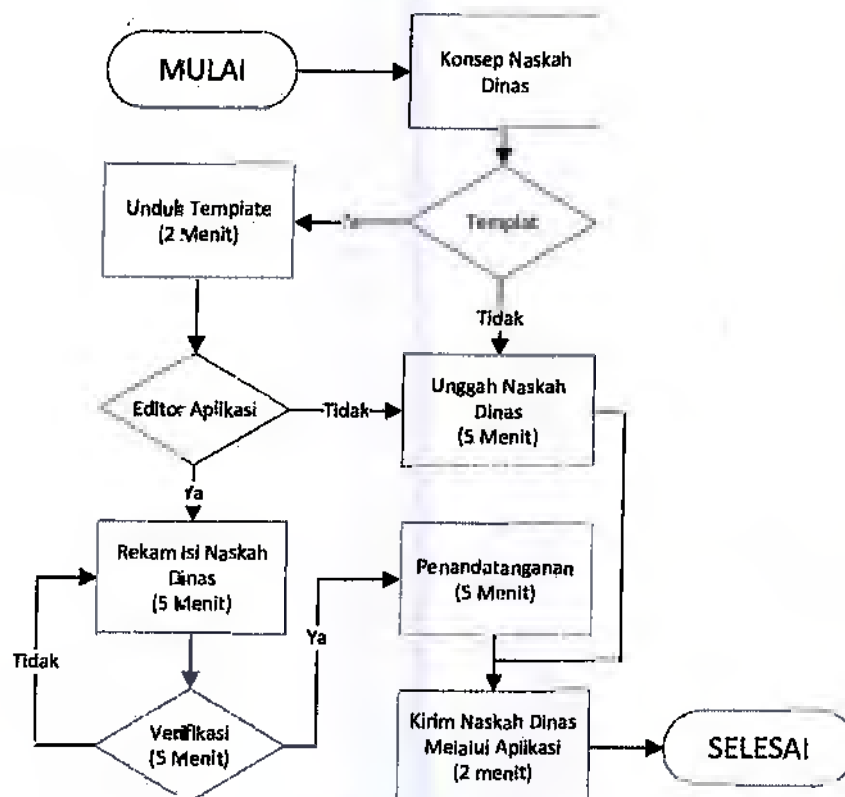 MULAI
Konsep Naskah
Dinas
Templat
Ya
Unduh Template
(2 Menit)
Tidak
Editor Aplikasi
Tidak
Unggah Naskah
Dinas
(5 Menit)
Ya
Rekam Isi Naskah
Dinas
(5 Menit)
Penandatanganan
(5 Menit)
Ya
Tidak
Verifikasi
(5 Menit)
Kirim Naskah Dinas
Melalui Aplikasi
(2 menit)
SELESAI